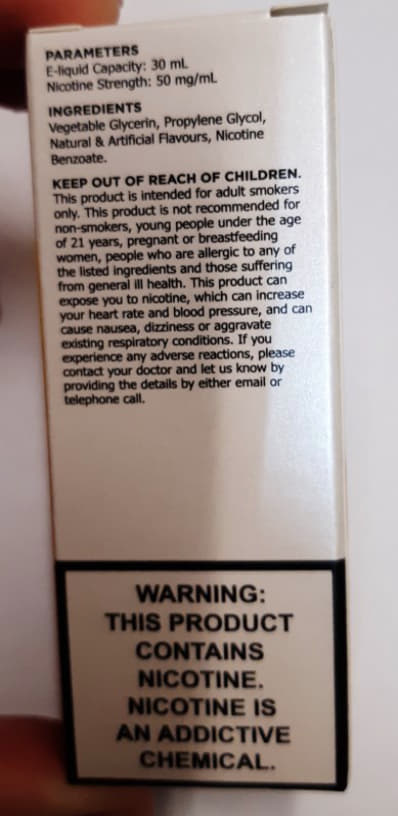 PARAMETERS
E-liquid Capacity: 30 mL
Nicotine Strength: 50 mg/mL
INGREDIENTS
Vegetable Glycerin, Propylene Glycol,
Natural & Artificial Flavours, Nicotine
Benzoate.
KEEP OUT OF REACH OF CHILDREN.
This product is intended for adult smokers
only. This product is not recommended for
non-smokers, young people under the age
of 21 years, pregnant or breastfeeding
women, people who are allergic to any of
the listed ingredients and those suffering
from general ill health. This product can
expose you to nicotine, which can increase
your heart rate and blood pressure, and can
cause nausea, dizziness or aggravate
existing respiratory conditions. If you
experience any adverse reactions, please
contact your doctor and let us know by
providing the details by either email or
telephone call.
WARNING:
THIS PRODUCT
CONTAINS
NICOTINE.
NICOTINE IS
AN ADDICTIVE
CHEMICAL.